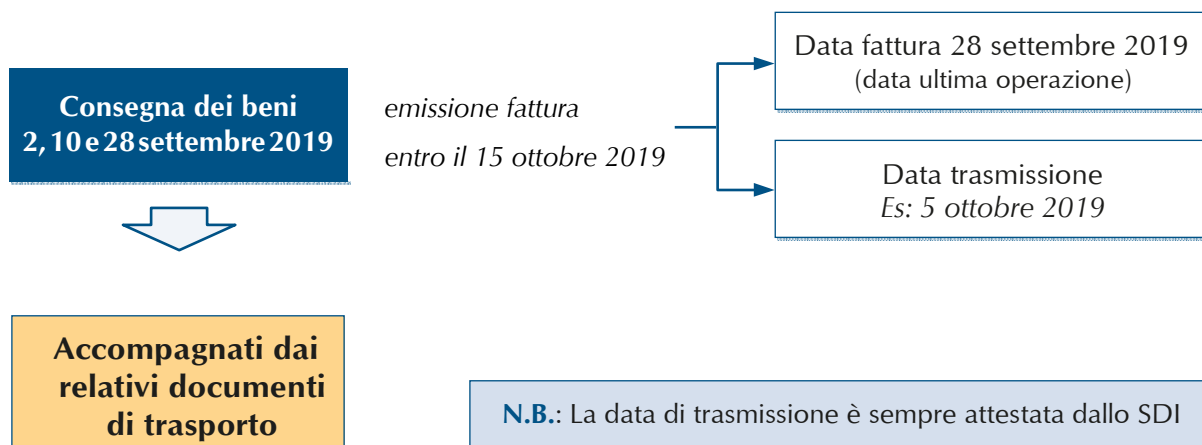 Consegna dei beni
2, 10 e 28 settembre 2019
emissione fattura
entro il 15 ottobre 2019
Data fattura 28 settembre 2019
(data ultima operazione)
Data trasmissione
Es: 5 ottobre 2019
Accompagnati dai
relativi documenti
di trasporto
N.B.: La data di trasmissione è sempre attestata dallo SDI